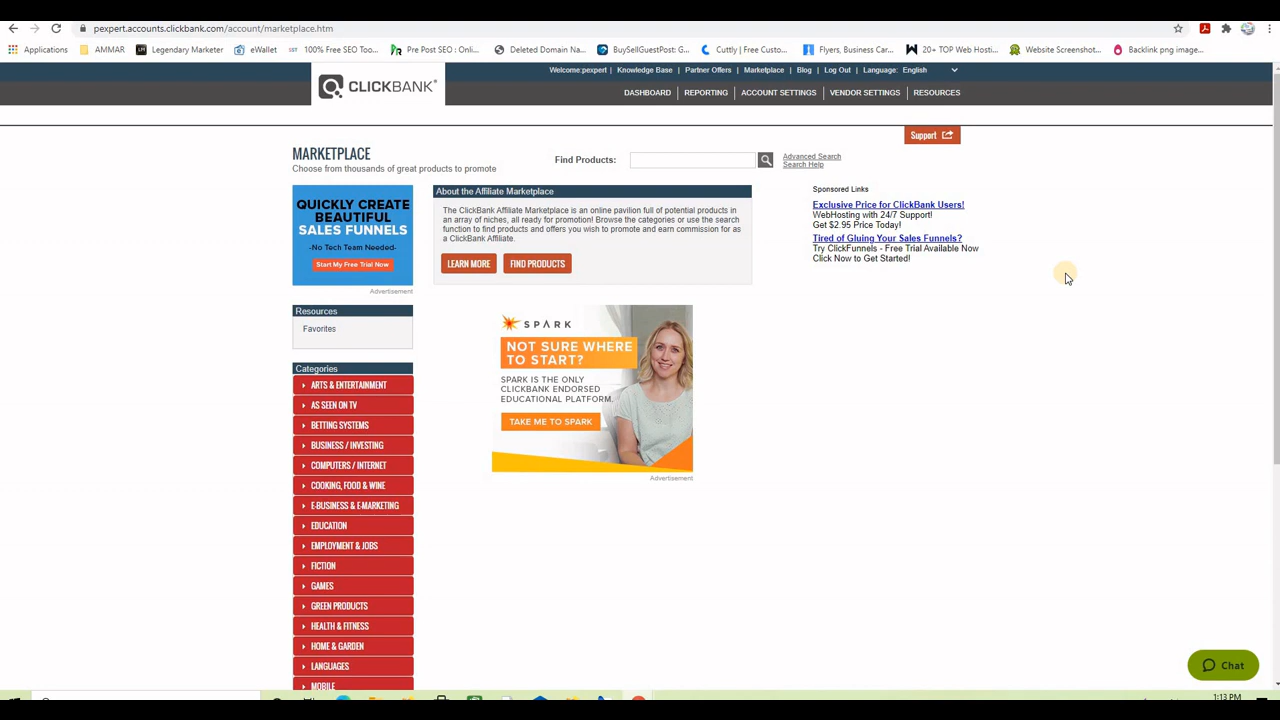 pexpert.accounts.clickbank.com/account/marketplace.htm
Applications AMMAR Legendary Marketer eWallet 100% Free SEO Too... Pre Post SEO : Onli... Deleted Domain Na... BuySellGuestPost: G... Cuttly | Free Custo... Flyers, Business Car... 20+ TOP Web Hosti... Website Screenshot... Backlink png image...
Welcome:pexpert Knowledge Base Partner Offers Marketplace Blog Log Out Language: English
CLICKBANK
DASHBOARD REPORTING ACCOUNT SETTINGS VENDOR SETTINGS RESOURCES
Support
MARKETPLACE
Choose from thousands of great products to promote
Find Products:
Advanced Search
Search Help
QUICKLY CREATE
BEAUTIFUL
SALES FUNNELS
-No Tech Team Needed-
Start My Free Trial Now
Advertisement
About the Affiliate Marketplace
The ClickBank Affiliate Marketplace is an online pavilion full of potential products in
an array of niches, all ready for promotion! Browse the categories or use the search
function to find products and offers you wish to promote and earn commission for as
a ClickBank Affiliate.
LEARN MORE FIND PRODUCTS
Sponsored Links
Exclusive Price for ClickBank Users!
WebHosting with 24/7 Support!
Get $2.95 Price Today!
Tired of Gluing Your Sales Funnels?
Try ClickFunnels - Free Trial Available Now
Click Now to Get Started!
Resources
Favorites
SPARK
NOT SURE WHERE
TO START?
SPARK IS THE ONLY
CLICKBANK ENDORSED
EDUCATIONAL PLATFORM.
TAKE ME TO SPARK
Advertisement
Categories
ARTS & ENTERTAINMENT
AS SEEN ON TV
BETTING SYSTEMS
BUSINESS / INVESTING
COMPUTERS / INTERNET
COOKING, FOOD & WINE
E-BUSINESS & E-MARKETING
EDUCATION
EMPLOYMENT & JOBS
FICTION
GAMES
GREEN PRODUCTS
HEALTH & FITNESS
HOME & GARDEN
LANGUAGES
MOBILE
Chat
1:13 PM